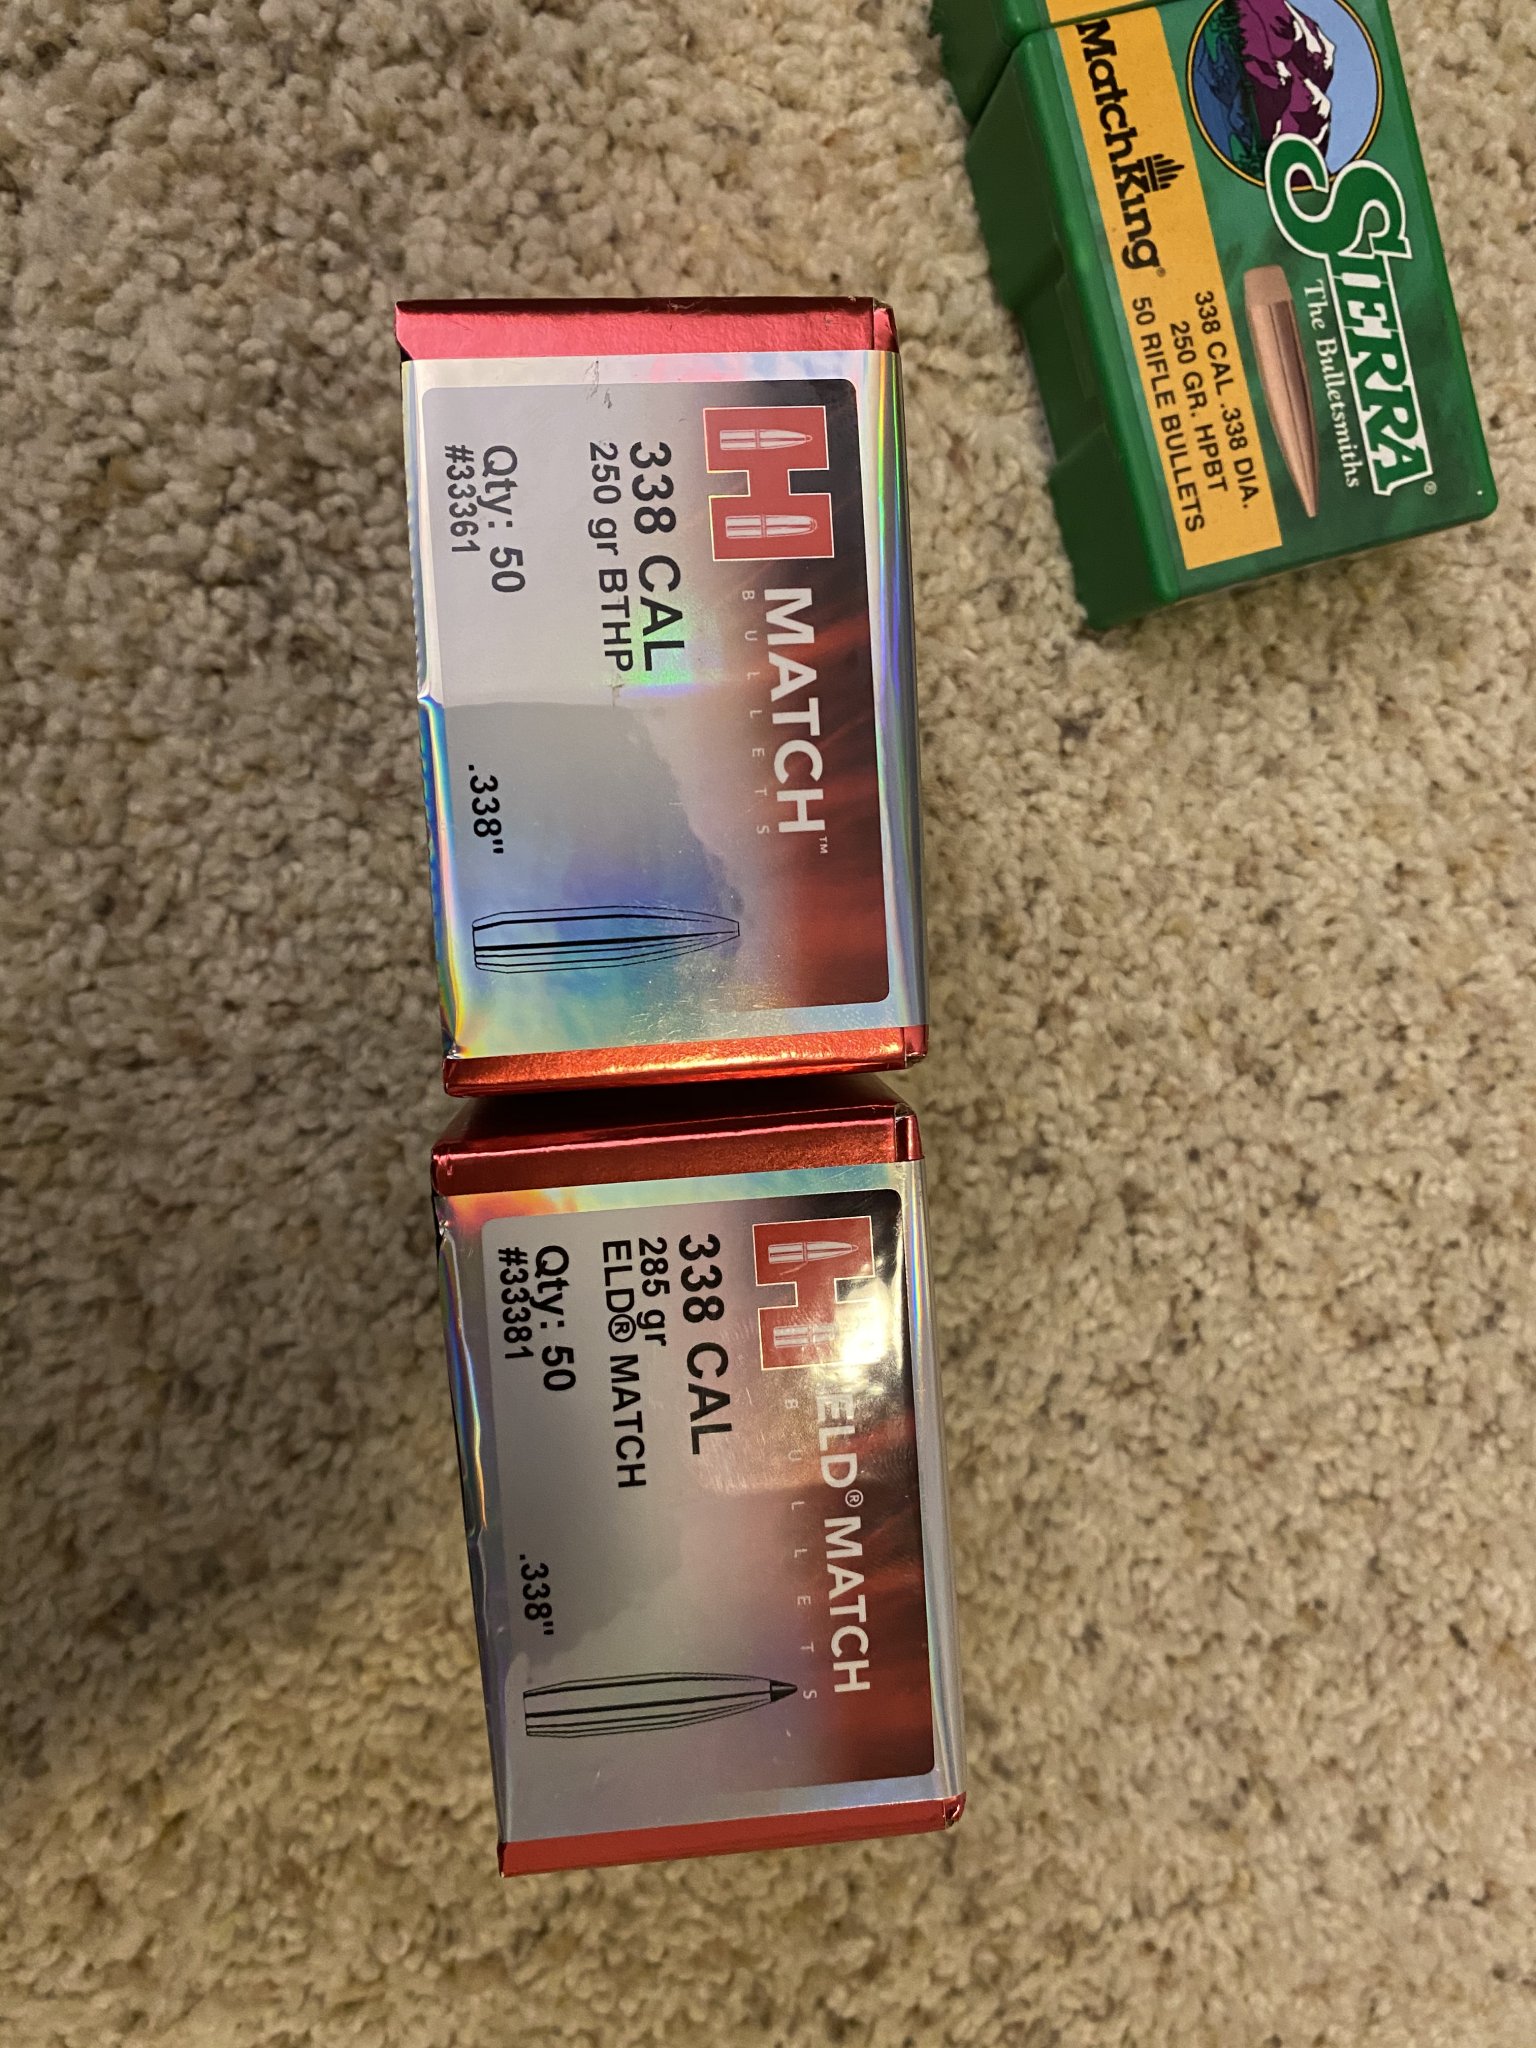 SIERRA®
The Bulletsmiths
MatchKing®
338 CAL .338 DIA.
250 GR. HPBT
50 RIFLE BULLETS
H MATCH™
BULLETS
338 CAL
250 gr BTHP
Qty: 50
#33361
.338"
H ELD® MATCH
BULLETS
338 CAL
285 gr
ELD® MATCH
Qty: 50
#33381
.338"